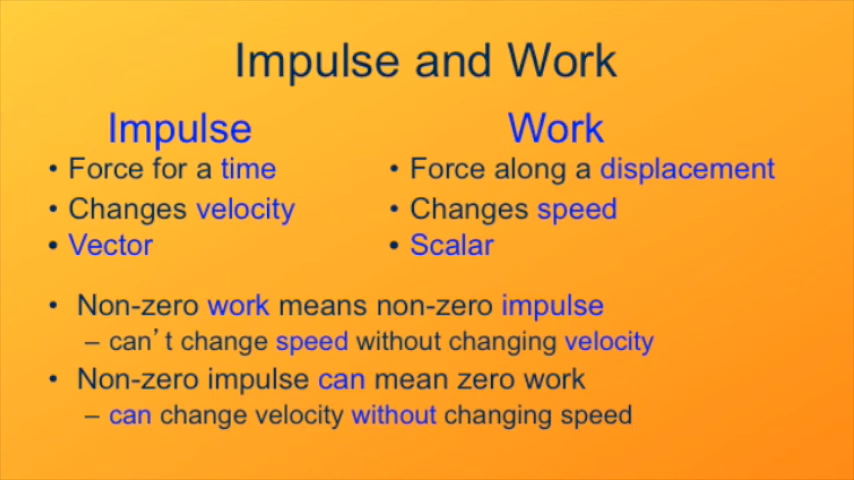 Impulse and Work
Impulse
• Force for a time
• Changes velocity
• Vector
Work
• Force along a displacement
• Changes speed
• Scalar
• Non-zero work means non-zero impulse
– can’t change speed without changing velocity
• Non-zero impulse can mean zero work
– can change velocity without changing speed